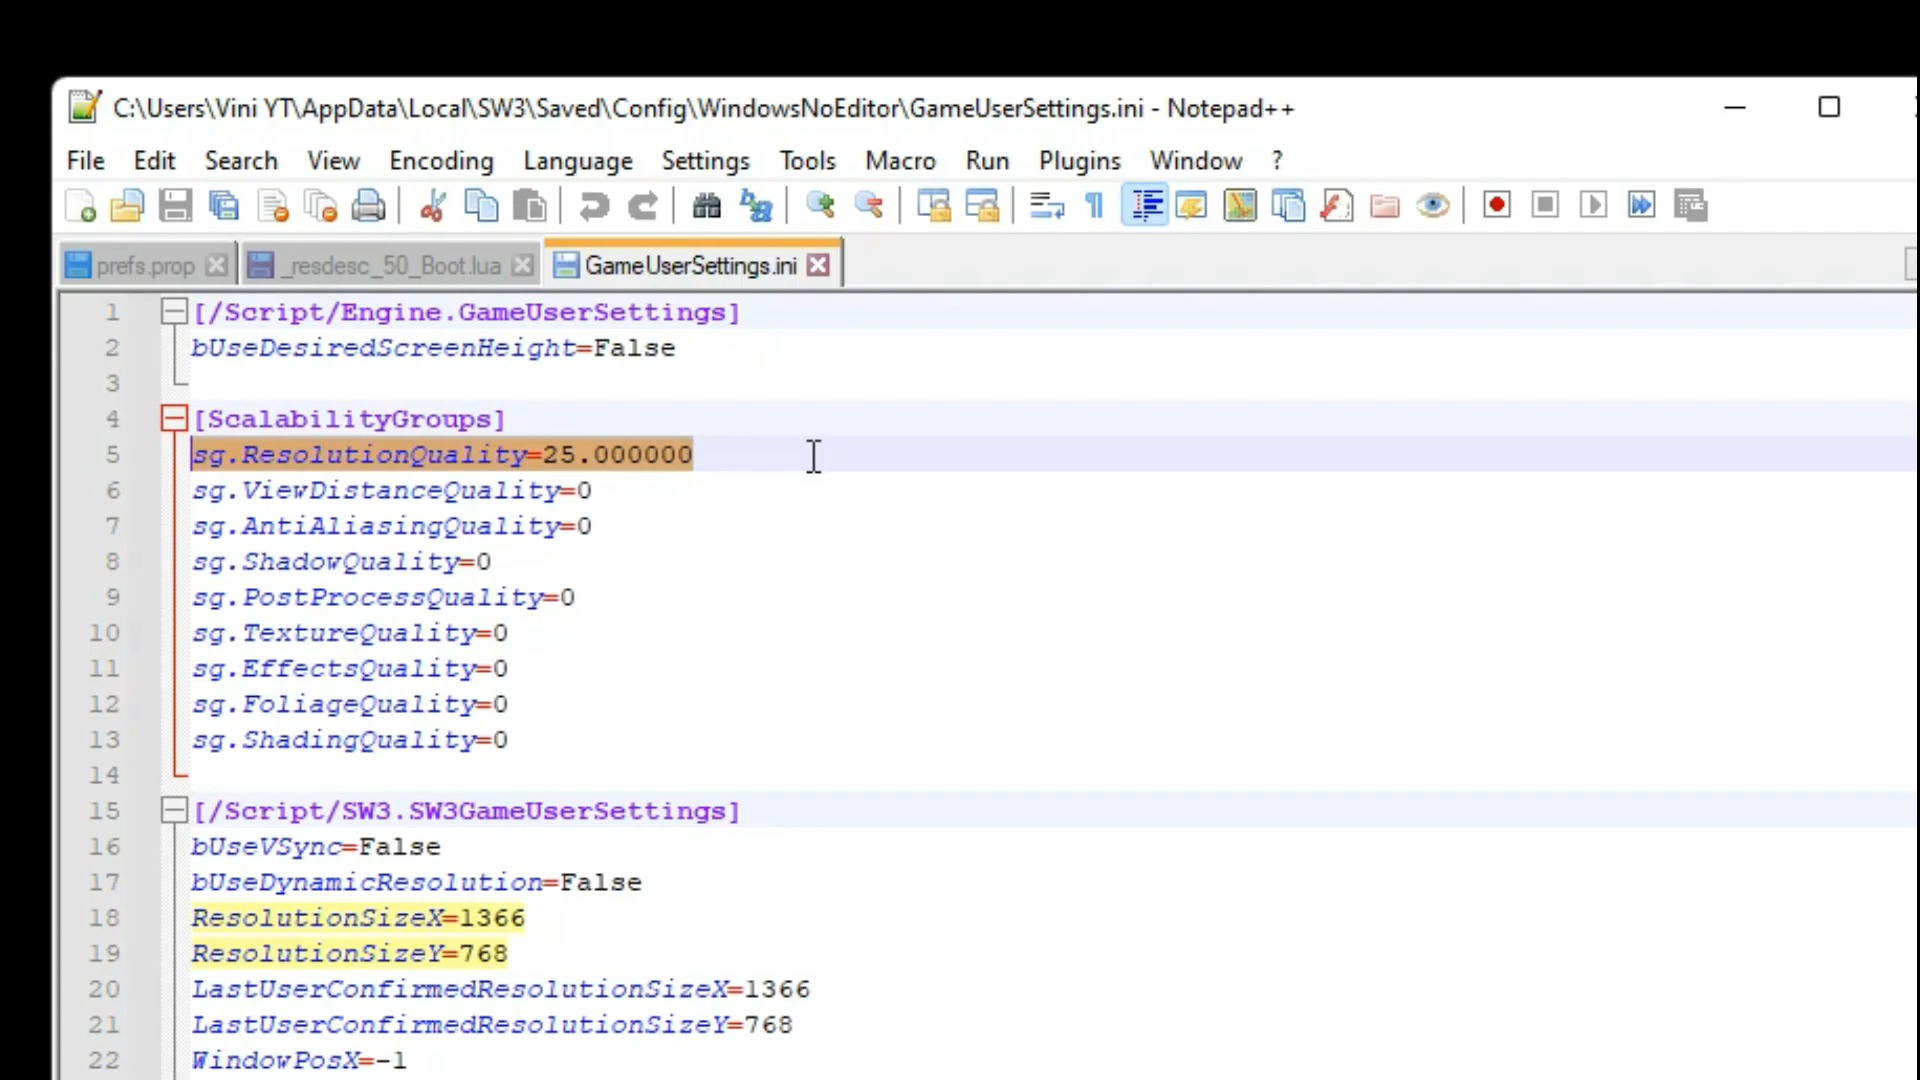 C:\Users\Vini YT\AppData\Local\SW3\Saved\Config\WindowsNoEditor\GameUserSettings.ini - Notepad++
File Edit Search View Encoding Language Settings Tools Macro Run Plugins Window ?
prefs.prop _resdesc_50_Boot.lua GameUserSettings.ini
1 [/Script/Engine.GameUserSettings]
2 bUseDesiredScreenHeight=False
3
4 [ScalabilityGroups]
5 sg.ResolutionQuality=25.000000
6 sg.ViewDistanceQuality=0
7 sg.AntiAliasingQuality=0
8 sg.ShadowQuality=0
9 sg.PostProcessQuality=0
10 sg.TextureQuality=0
11 sg.EffectsQuality=0
12 sg.FoliageQuality=0
13 sg.ShadingQuality=0
14
15 [/Script/SW3.SW3GameUserSettings]
16 bUseVSync=False
17 bUseDynamicResolution=False
18 ResolutionSizeX=1366
19 ResolutionSizeY=768
20 LastUserConfirmedResolutionSizeX=1366
21 LastUserConfirmedResolutionSizeY=768
22 WindowPosX=-1